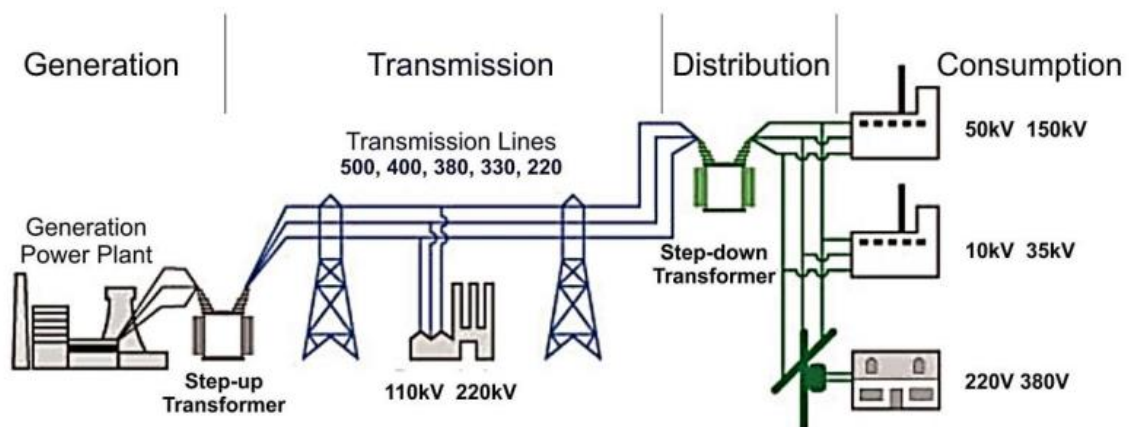 Generation
Transmission
Distribution
Consumption
Transmission Lines
500, 400, 380, 330, 220
50kV 150kV
Generation
Power Plant
Step-down
Transformer
10kV 35kV
Step-up
Transformer
110kV 220kV
220V 380V